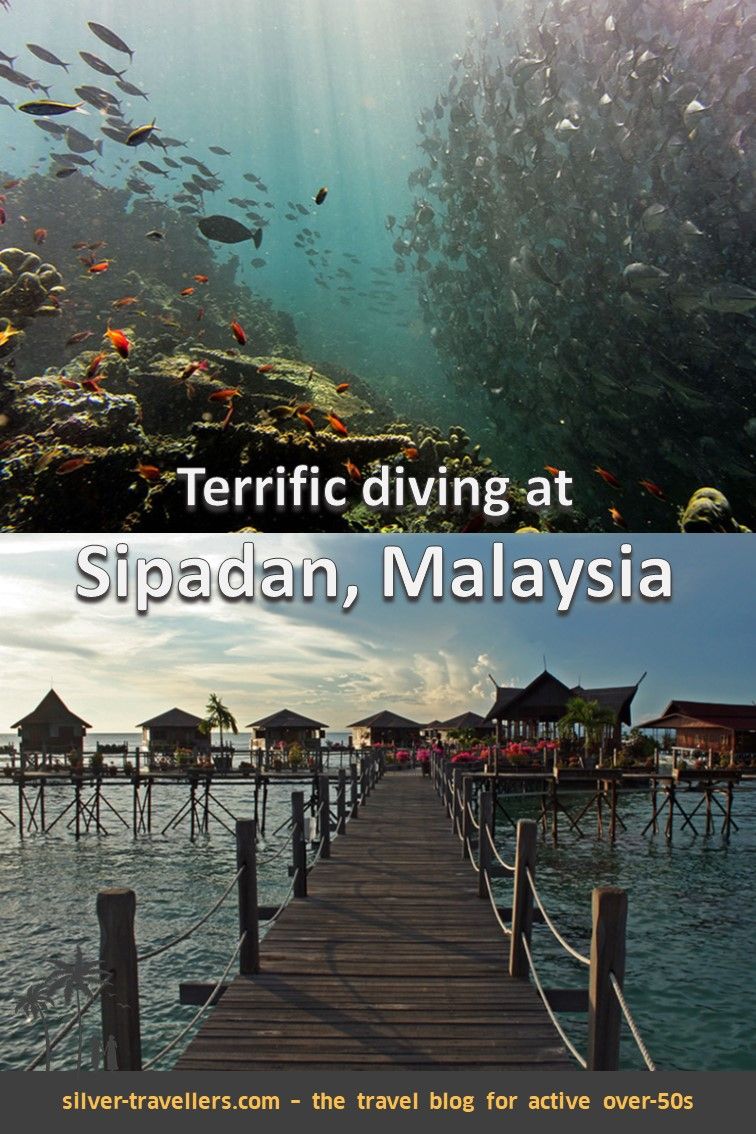 Terrific diving at
Sipadan, Malaysia
silver-travellers.com – the travel blog for active over-50s